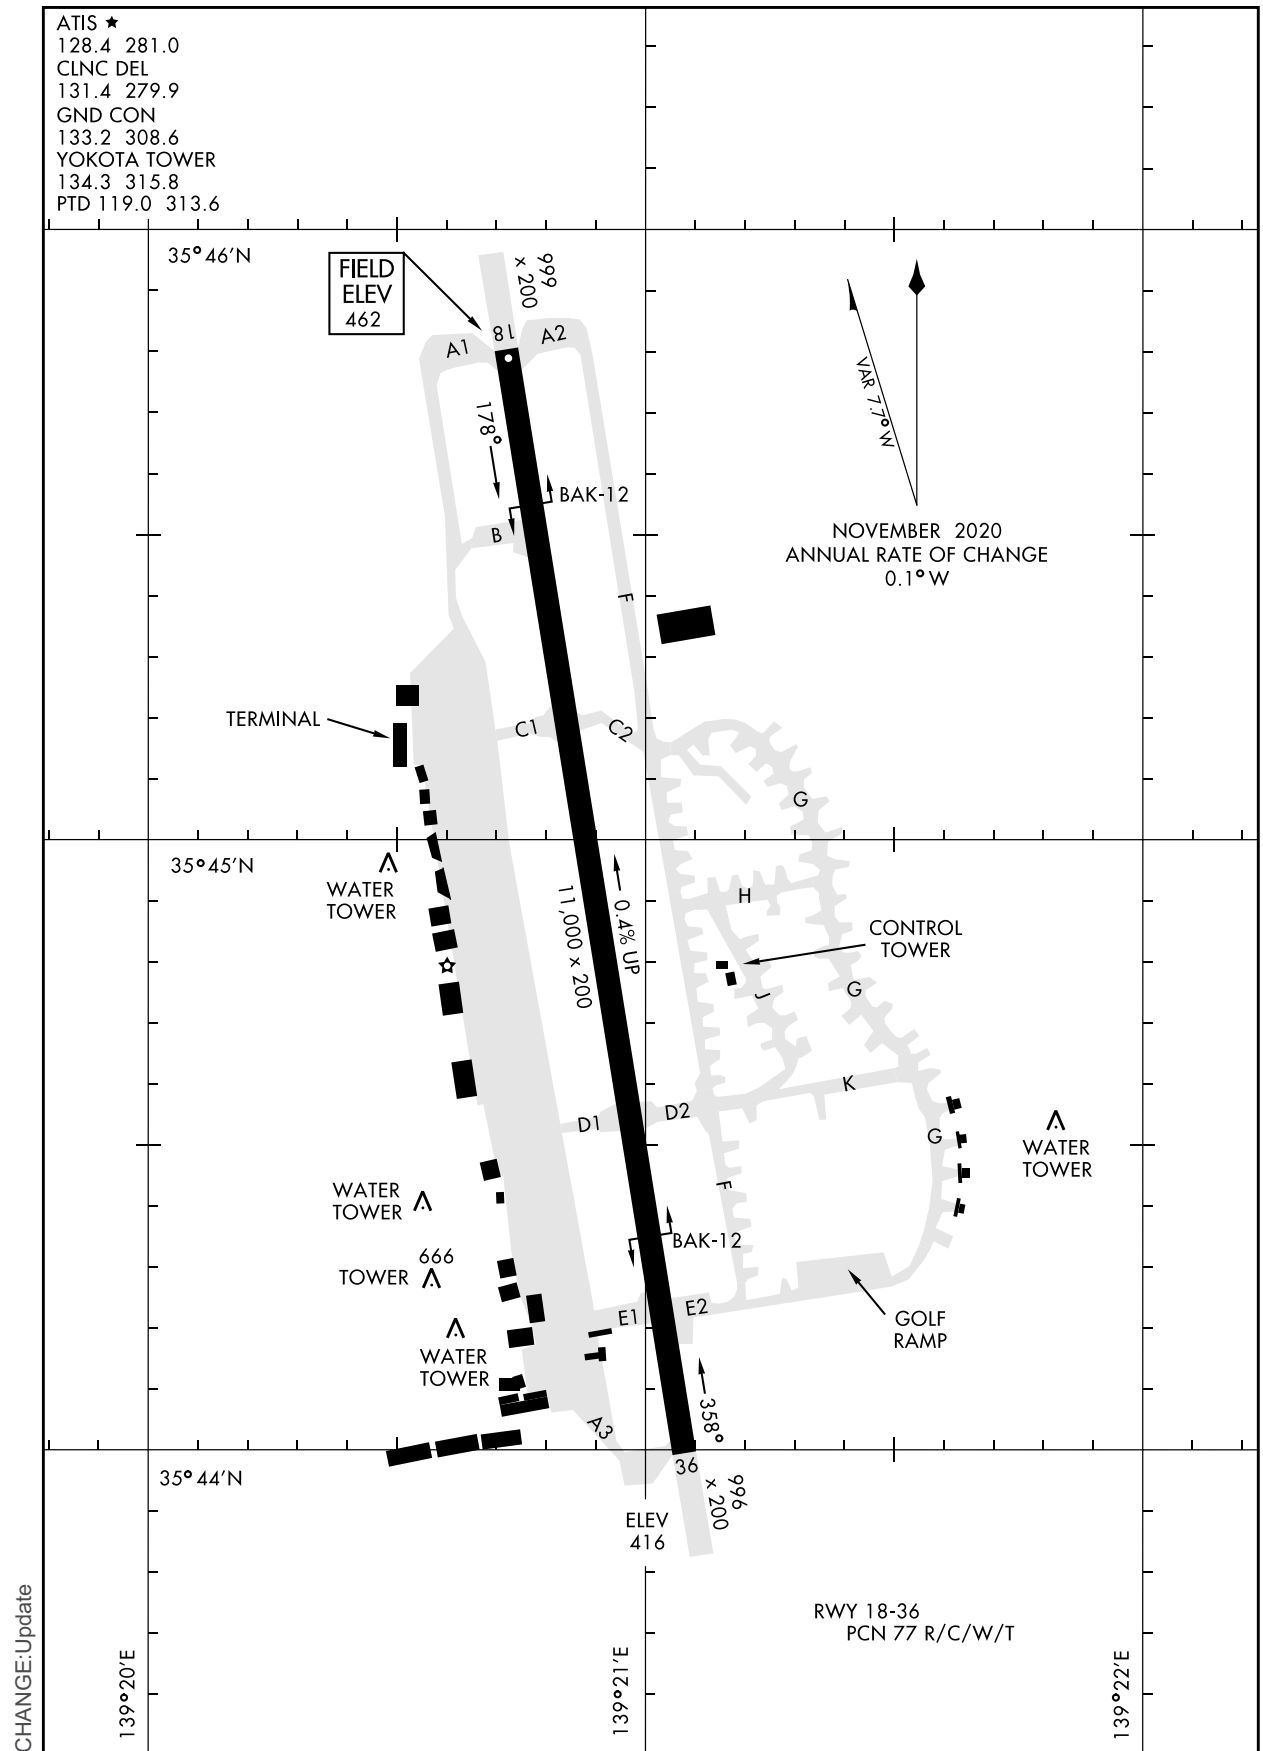 ATIS ★
128.4 281.0
CLNC DEL
131.4 279.9
GND CON
133.2 308.6
YOKOTA TOWER
134.3 315.8
PTD 119.0 313.6
35°46'N
FIELD
ELEV
462
999
x 200
A1
18
A2
178°
VAR 7.7° W
BAK-12
B
NOVEMBER 2020
ANNUAL RATE OF CHANGE
0.1° W
F
TERMINAL
C1
C2
G
35°45'N
WATER
TOWER
11,000 x 200
0.4% UP
H
CONTROL
TOWER
J
G
K
D1
D2
G
WATER
TOWER
WATER
TOWER
F
BAK-12
666
TOWER
E1
E2
GOLF
RAMP
WATER
TOWER
A3
358°
35°44'N
36
996
x 200
ELEV
416
RWY 18-36
PCN 77 R/C/W/T
139°20'E
139°21'E
139°22'E
CHANGE:Update